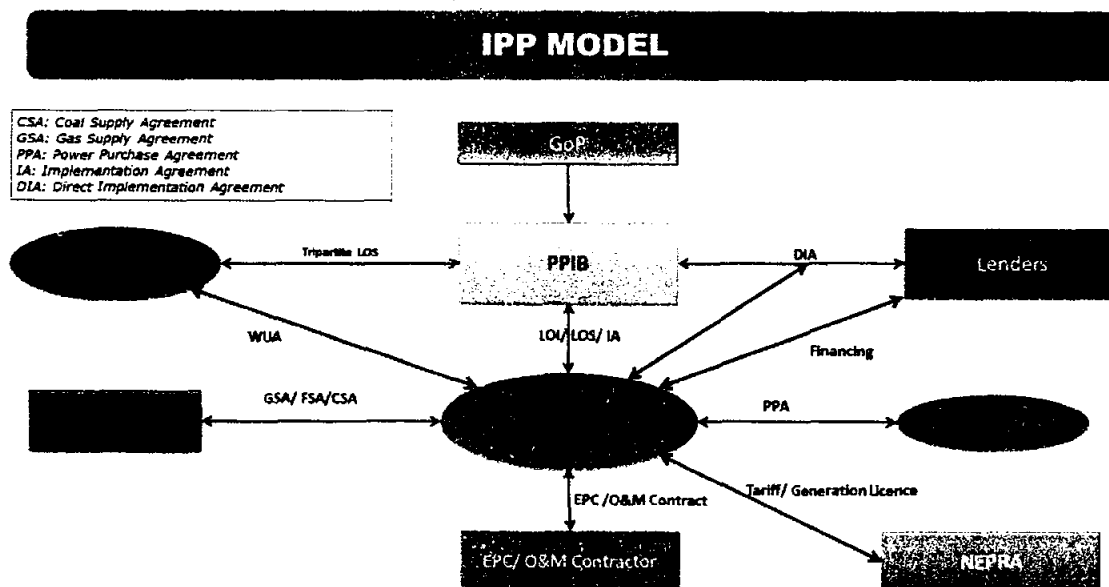 IPP MODEL
CSA: Coal Supply Agreement
GSA: Gas Supply Agreement
PPA: Power Purchase Agreement
IA: Implementation Agreement
DIA: Direct Implementation Agreement
GoP
Tripartite LOS
PPIB
DIA
Lenders
WUA
LOI/ LOS/ IA
Financing
GSA/ FSA/CSA
PPA
EPC /O&M Contract
Tariff/ Generation Licence
EPC/ O&M Contractor
NEPRA